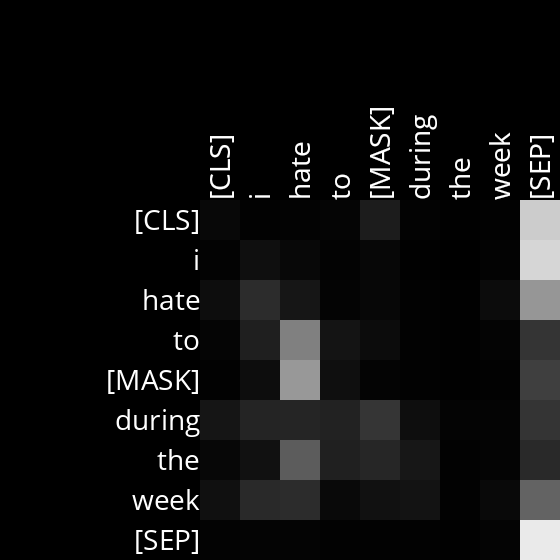 [CLS]
i
hate
to
[MASK]
during
the
week
[SEP]
[CLS]
i
hate
to
[MASK]
during
the
week
[SEP]